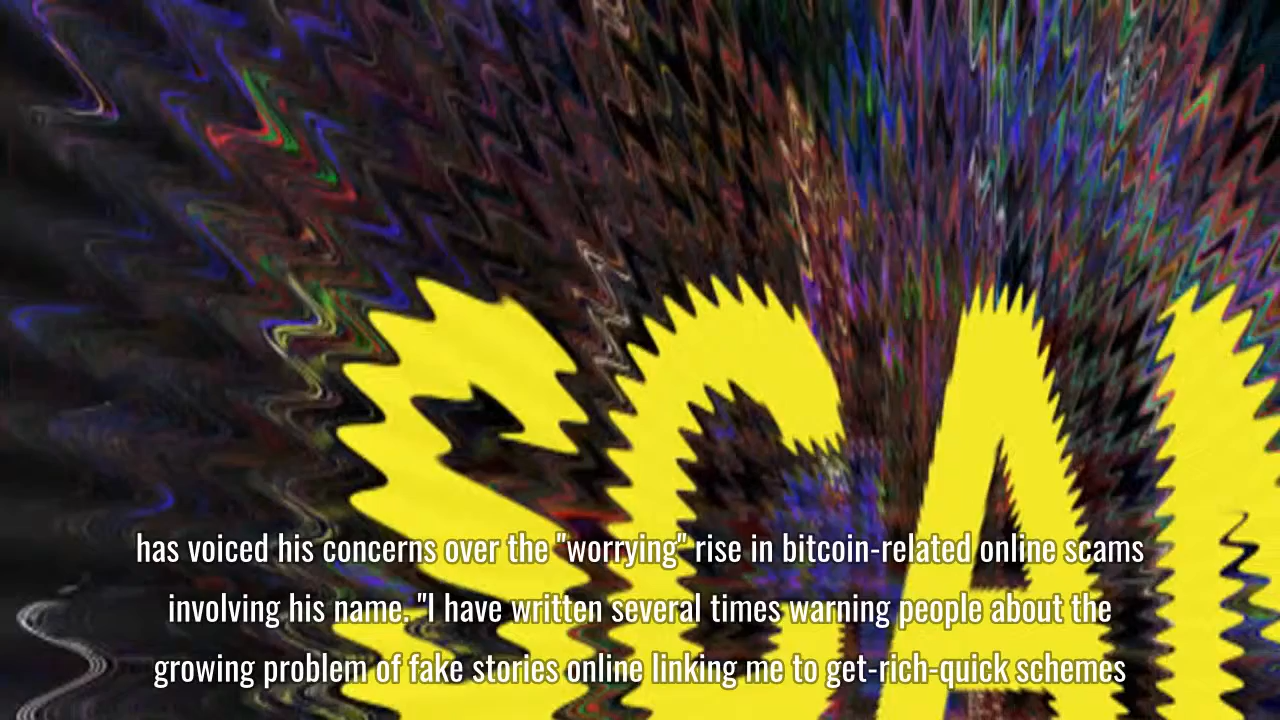 SCA
has voiced his concerns over the "worrying" rise in bitcoin-related online scams
involving his name. "I have written several times warning people about the
growing problem of fake stories online linking me to get-rich-quick schemes